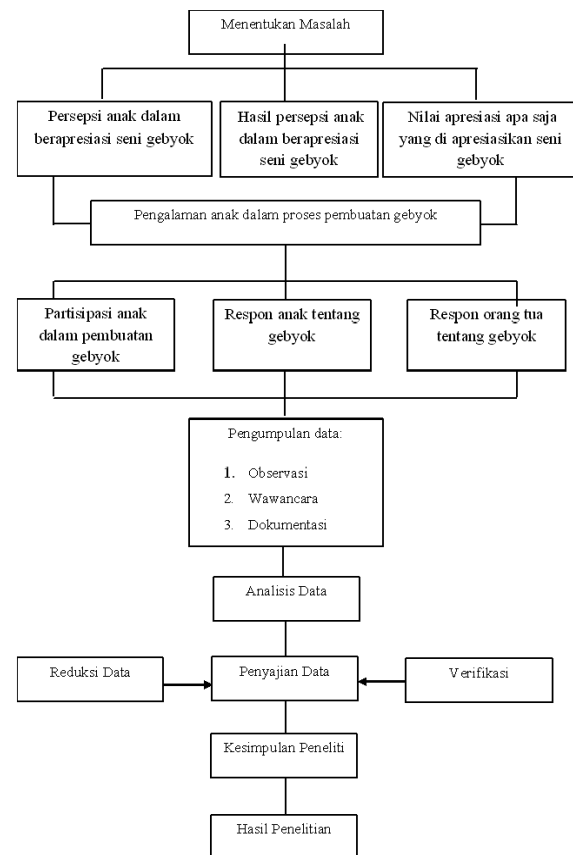 Menentukan Masalah
Persepsi anak dalam
berapresiasi seni gebyok
Hasil persepsi anak
dalam berapresiasi
seni gebyok
Nilai apresiasi apa saja
yang di apresiasikan seni
gebyok
Pengalaman anak dalam proses pembuatan gebyok
Partisipasi anak
dalam pembuatan
gebyok
Respon anak tentang
gebyok
Respon orang tua
tentang gebyok
Pengumpulan data:
1. Observasi
2. Wawancara
3. Dokumentasi
Analisis Data
Reduksi Data
Penyajian Data
Verifikasi
Kesimpulan Peneliti
Hasil Penelitian